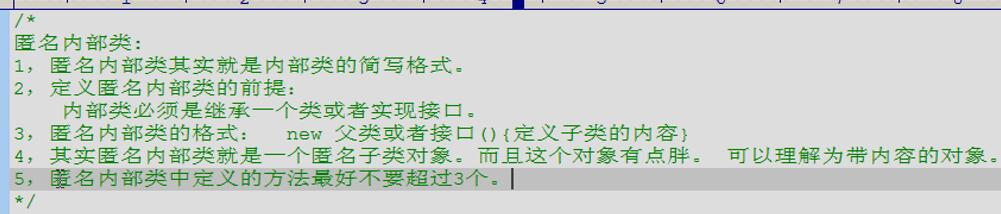 /*
匿名内部类:
1, 匿名内部类其实就是内部类的简写格式。
2, 定义匿名内部类的前提:
内部类必须是继承一个类或者实现接口。
3, 匿名内部类的格式: new 父类或者接口(){定义子类的内容}
4, 其实匿名内部类就是一个匿名子类对象。而且这个对象有点胖。 可以理解为带内容的对象。
5, 匿名内部类中定义的方法最好不要超过3个。
*/